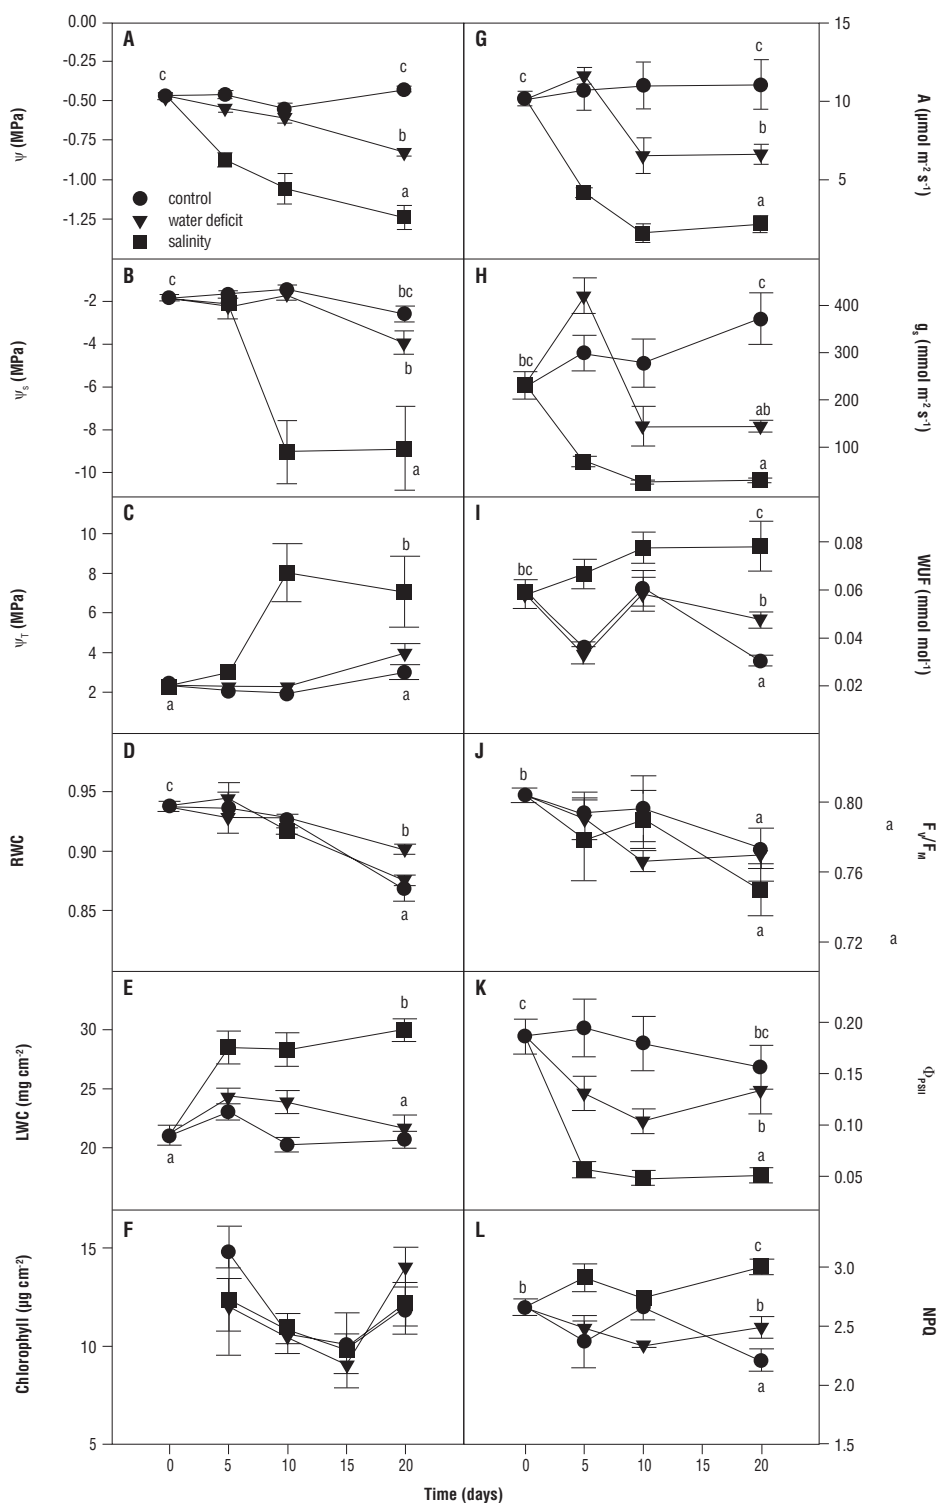 A
0.00
-0.25
-0.50
-0.75
-1.00
-1.25
ψ (MPa)
c
c
b
a
control
water deficit
salinity
B
-2
-4
-6
-8
-10
ψs (MPa)
c
bc
b
a
C
10
8
6
4
2
ψT (MPa)
b
a
a
D
0.95
0.90
0.85
RWC
c
b
a
E
30
25
20
LWC (mg cm-2)
b
a
a
F
15
10
5
Chlorophyll (µg cm-2)
0
5
10
15
20
G
15
10
5
A (µmol m-2 s-1)
c
c
b
a
H
400
300
200
100
gs (mmol m-2 s-1)
bc
c
ab
a
I
0.08
0.06
0.04
0.02
WUF (mmol mol-1)
bc
c
b
a
J
0.80
0.76
0.72
FV/FM
b
a
a
a
a
K
0.20
0.15
0.10
0.05
ΦPSII
c
bc
b
a
L
3.0
2.5
2.0
1.5
NPQ
b
c
b
a
0
5
10
15
20
Time (days)